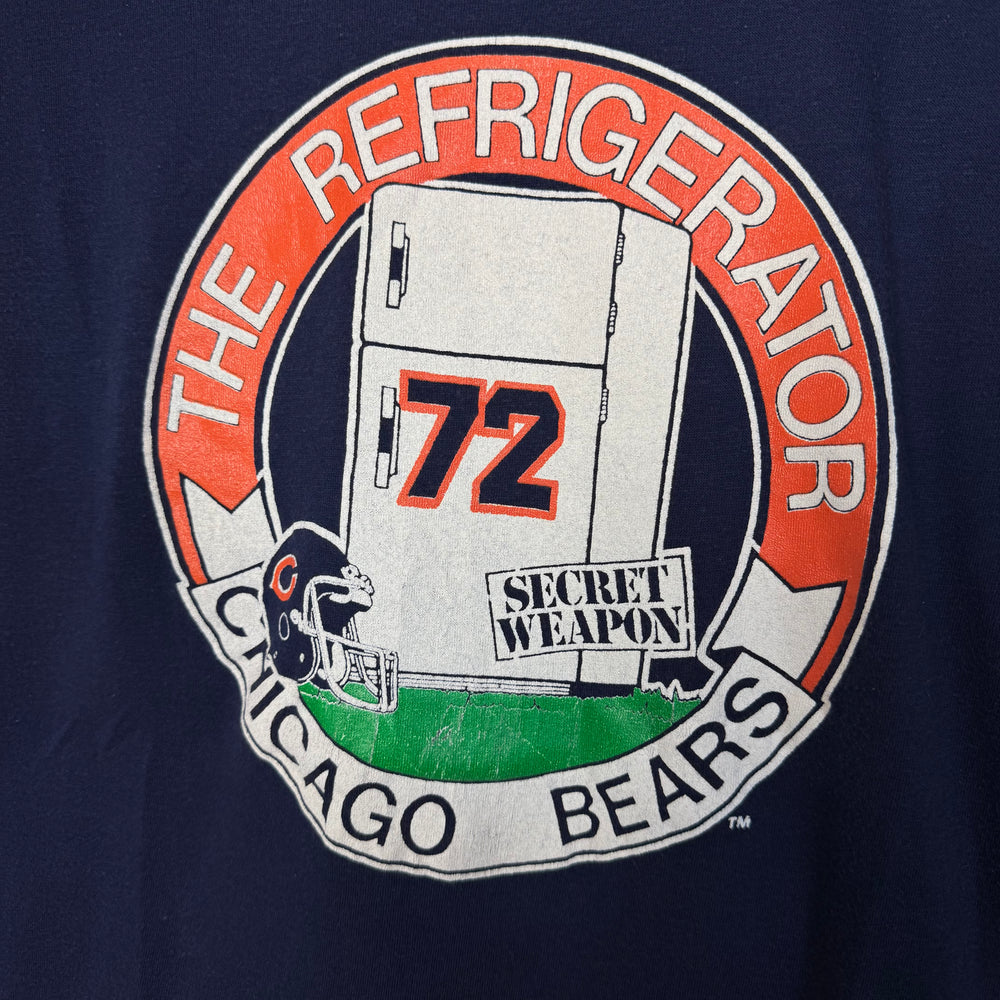 THE REFRIGERATOR
72
SECRET
WEAPON
C
CHICAGO BEARS
TM